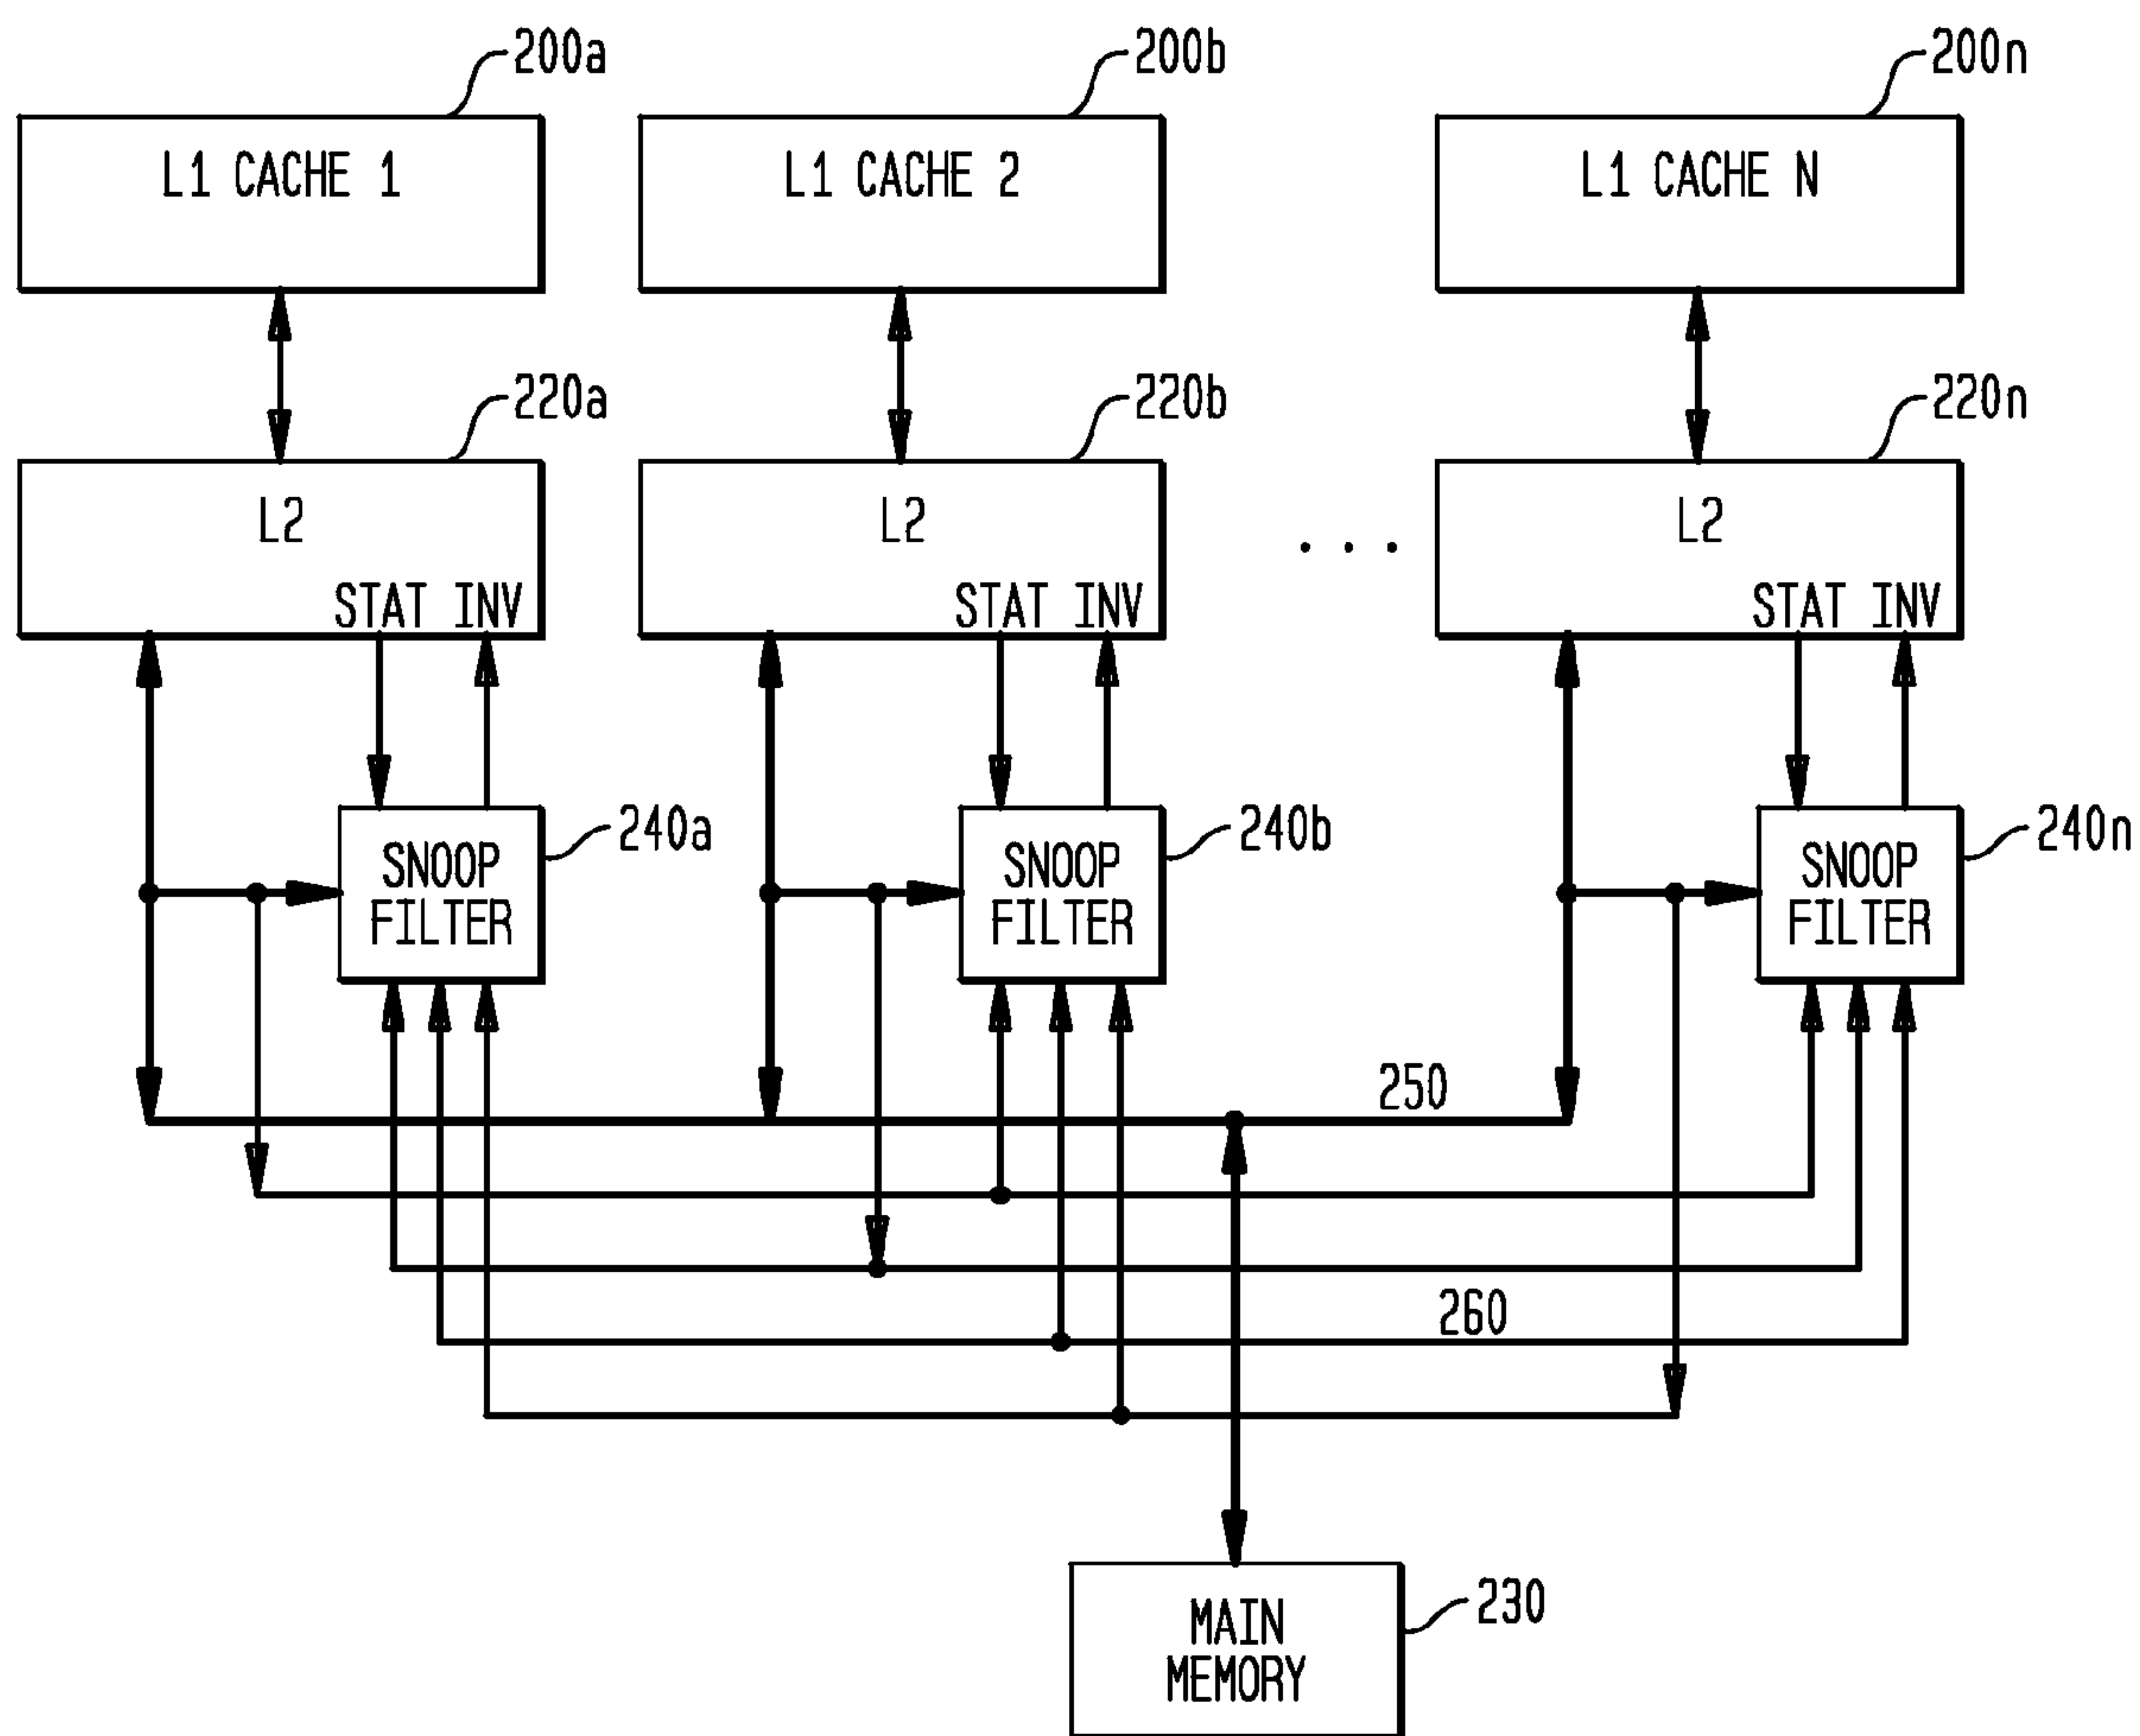 200a
200b
200n
L1 CACHE 1
L1 CACHE 2
L1 CACHE N
220a
220b
220n
L2
L2
L2
. . .
STAT INV
STAT INV
STAT INV
240a
240b
240n
SNOOP
FILTER
SNOOP
FILTER
SNOOP
FILTER
250
260
230
MAIN
MEMORY